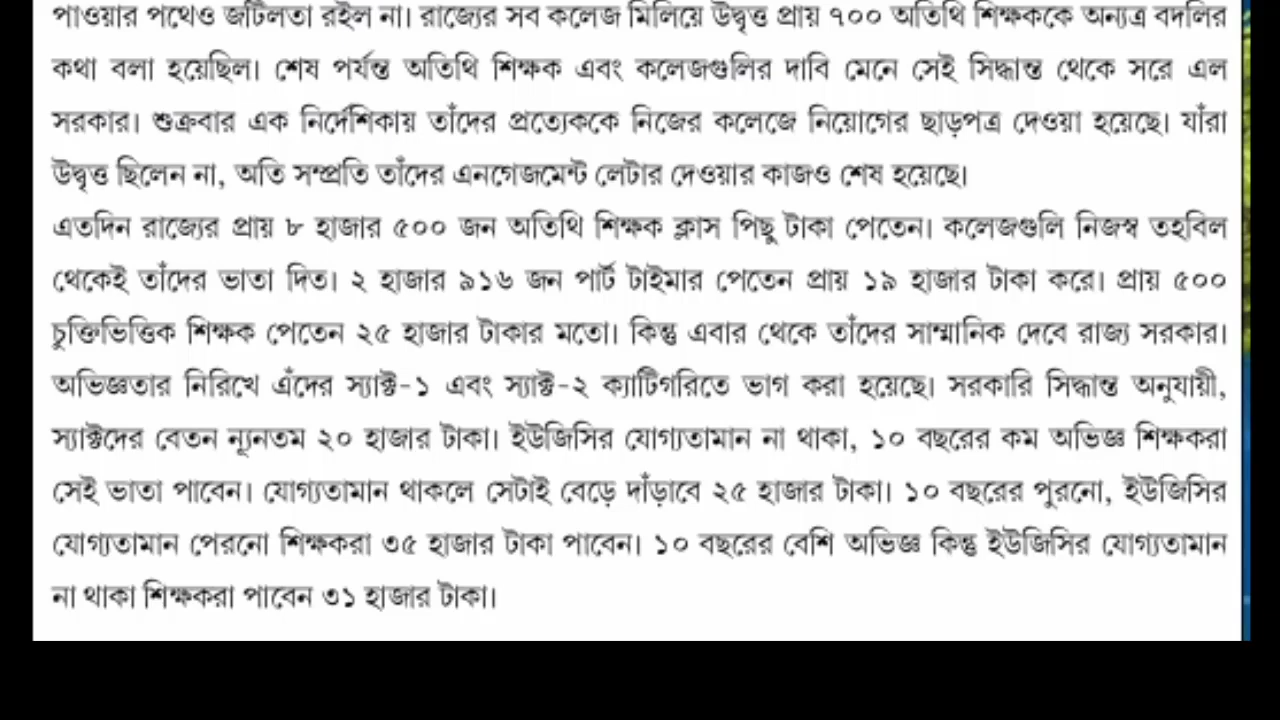 পাওয়ার পথেও জটিলতা রইল না। রাজ্যের সব কলেজ মিলিয়ে উদ্বৃত্ত প্রায় ৭০০ অতিথি শিক্ষককে অন্যত্র বদলির
কথা বলা হয়েছিল। শেষ পর্যন্ত অতিথি শিক্ষক এবং কলেজগুলির দাবি মেনে সেই সিদ্ধান্ত থেকে সরে এল
সরকার। শুক্রবার এক নির্দেশিকায় তাঁদের প্রত্যেককে নিজের কলেজে নিয়োগের ছাড়পত্র দেওয়া হয়েছে। যাঁরা
উদ্বৃত্ত ছিলেন না, অতি সম্প্রতি তাঁদের এনগেজমেন্ট লেটার দেওয়ার কাজও শেষ হয়েছে।
এতদিন রাজ্যের প্রায় ৮ হাজার ৫০০ জন অতিথি শিক্ষক ক্লাস পিছু টাকা পেতেন। কলেজগুলি নিজস্ব তহবিল
থেকেই তাঁদের ভাতা দিত। ২ হাজার ৯১৬ জন পার্ট টাইমার পেতেন প্রায় ১৯ হাজার টাকা করে। প্রায় ৫০০
চুক্তিভিত্তিক শিক্ষক পেতেন ২৫ হাজার টাকার মতো। কিন্তু এবার থেকে তাঁদের সাম্মানিক দেবে রাজ্য সরকার।
অভিজ্ঞতার নিরিখে এঁদের স্যাক্ট-১ এবং স্যাক্ট-২ ক্যাটিগরিতে ভাগ করা হয়েছে। সরকারি সিদ্ধান্ত অনুযায়ী,
স্যাক্টদের বেতন ন্যূনতম ২০ হাজার টাকা। ইউজিসির যোগ্যতামান না থাকা, ১০ বছরের কম অভিজ্ঞ শিক্ষকরা
সেই ভাতা পাবেন। যোগ্যতামান থাকলে সেটাই বেড়ে দাঁড়াবে ২৫ হাজার টাকা। ১০ বছরের পুরনো, ইউজিসির
যোগ্যতামান পেরনো শিক্ষকরা ৩৫ হাজার টাকা পাবেন। ১০ বছরের বেশি অভিজ্ঞ কিন্তু ইউজিসির যোগ্যতামান
না থাকা শিক্ষকরা পাবেন ৩১ হাজার টাকা।